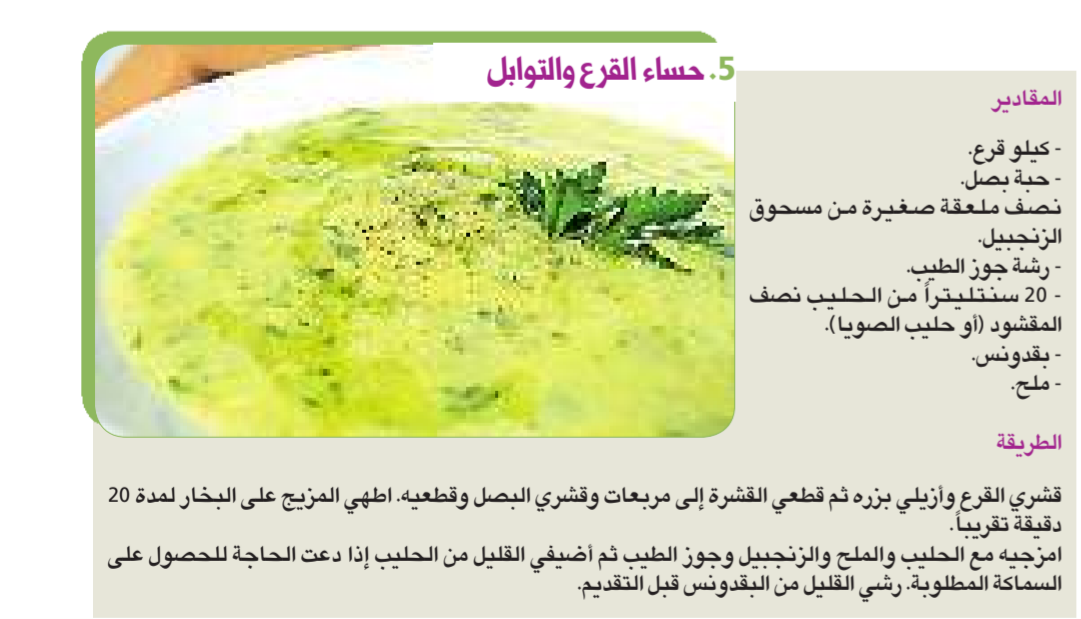 5. حساء القرع والتوابل
المقادير
- كيلو قرع.
- حبة بصل.
نصف ملعقة صغيرة من مسحوق
الزنجبيل.
- رشة جوز الطيب.
- 20 سنتليتراً من الحليب نصف
المقشود (أو حليب الصويا).
- بقدونس.
- ملح.
الطريقة
قشري القرع وأزيلي بزره ثم قطعي القشرة إلى مربعات وقشري البصل وقطعيه. اطهي المزيج على البخار لمدة 20
دقيقة تقريباً.
امزجيه مع الحليب والملح والزنجبيل وجوز الطيب ثم أضيفي القليل من الحليب إذا دعت الحاجة للحصول على
السماكة المطلوبة. رشي القليل من البقدونس قبل التقديم.